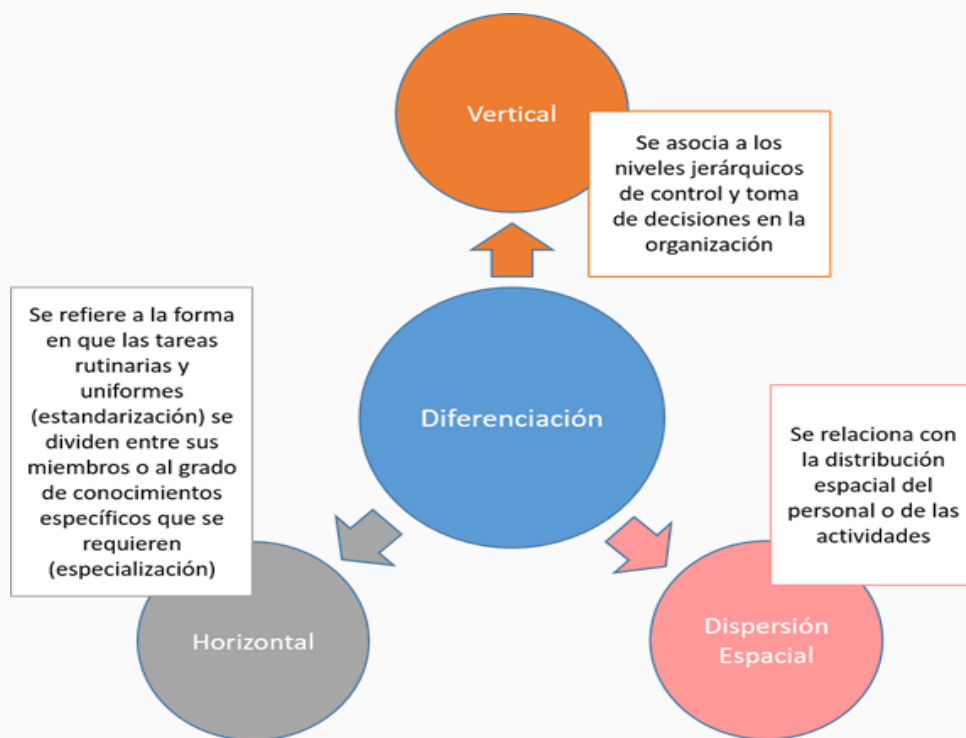 Vertical
Se asocia a los
niveles jerárquicos
de control y toma
de decisiones en la
organización
Se refiere a la forma
en que las tareas
rutinarias y
uniformes
(estandarización) se
dividen entre sus
miembros o al grado
de conocimientos
específicos que se
requieren
(especialización)
Diferenciación
Se relaciona con
la distribución
espacial del
personal o de las
actividades
Horizontal
Dispersión
Espacial